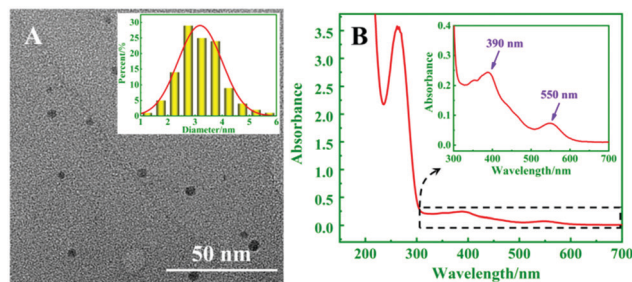 A
Percent/%
30
25
20
15
10
5
0
1 2 3 4 5 6
Diameter/nm
50 nm
B
Absorbance
3.5
3.0
2.5
2.0
1.5
1.0
0.5
0.0
200 300 400 500 600 700
Wavelength/nm
Absorbance
0.4
0.3
0.2
0.1
0.0
300 400 500 600 700
Wavelength/nm
390 nm
550 nm